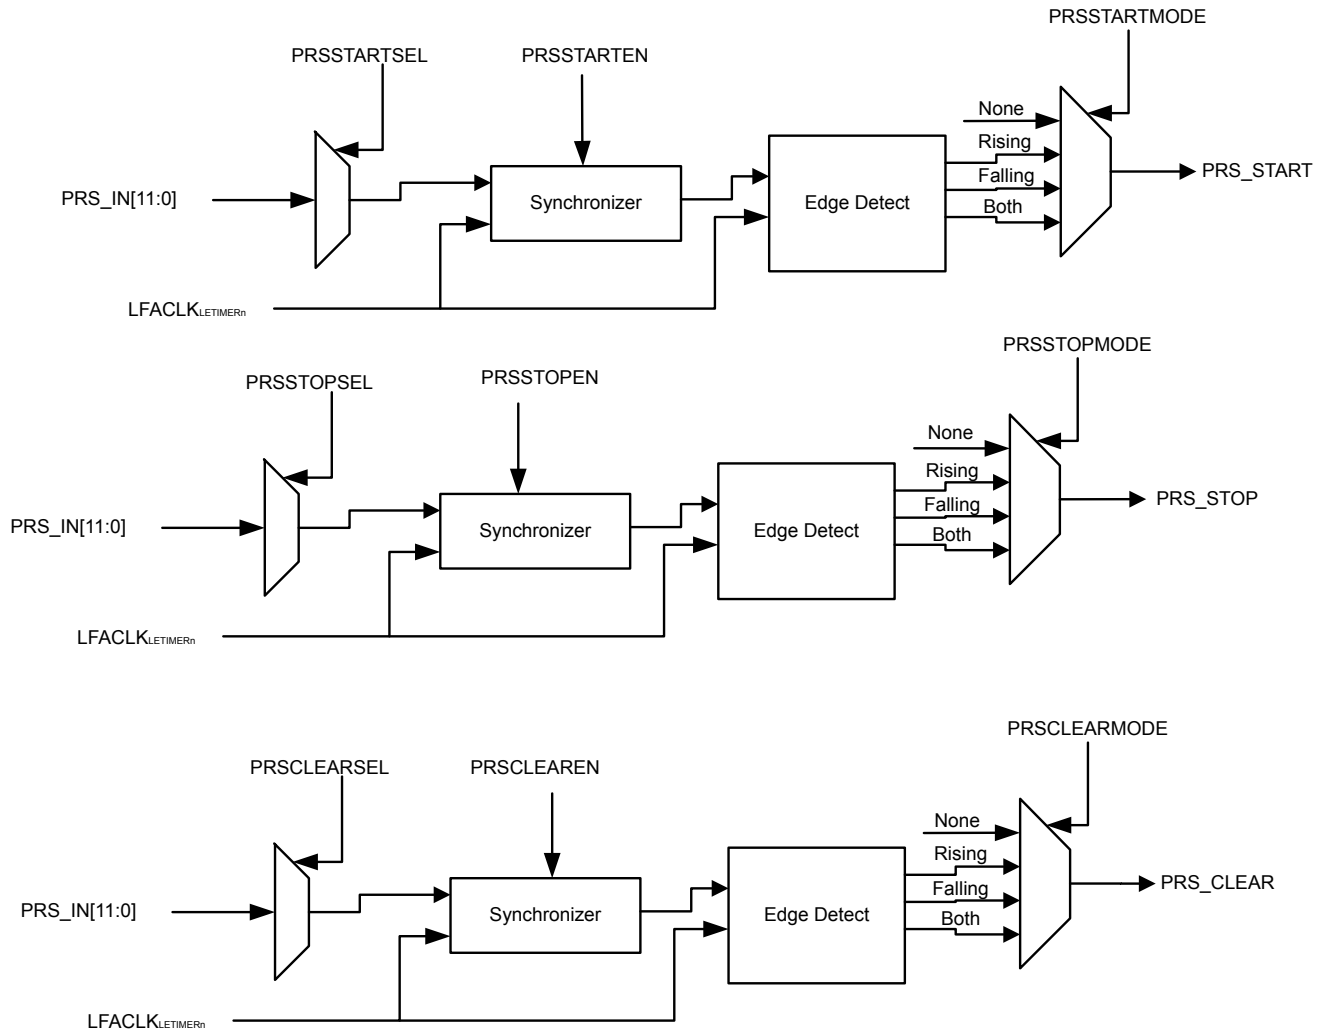 PRSSTARTMODE
PRSSTARTSEL
PRSSTARTEN
None
Rising
Falling
Both
PRS_IN[11:0]
Synchronizer
Edge Detect
PRS_START
LFACLKLETIMERn
PRSSTOPMODE
PRSSTOPSEL
PRSSTOPEN
None
Rising
Falling
Both
PRS_IN[11:0]
Synchronizer
Edge Detect
PRS_STOP
LFACLKLETIMERn
PRSCLEARMODE
PRSCLEARSEL
PRSCLEAREN
None
Rising
Falling
Both
PRS_IN[11:0]
Synchronizer
Edge Detect
PRS_CLEAR
LFACLKLETIMERn